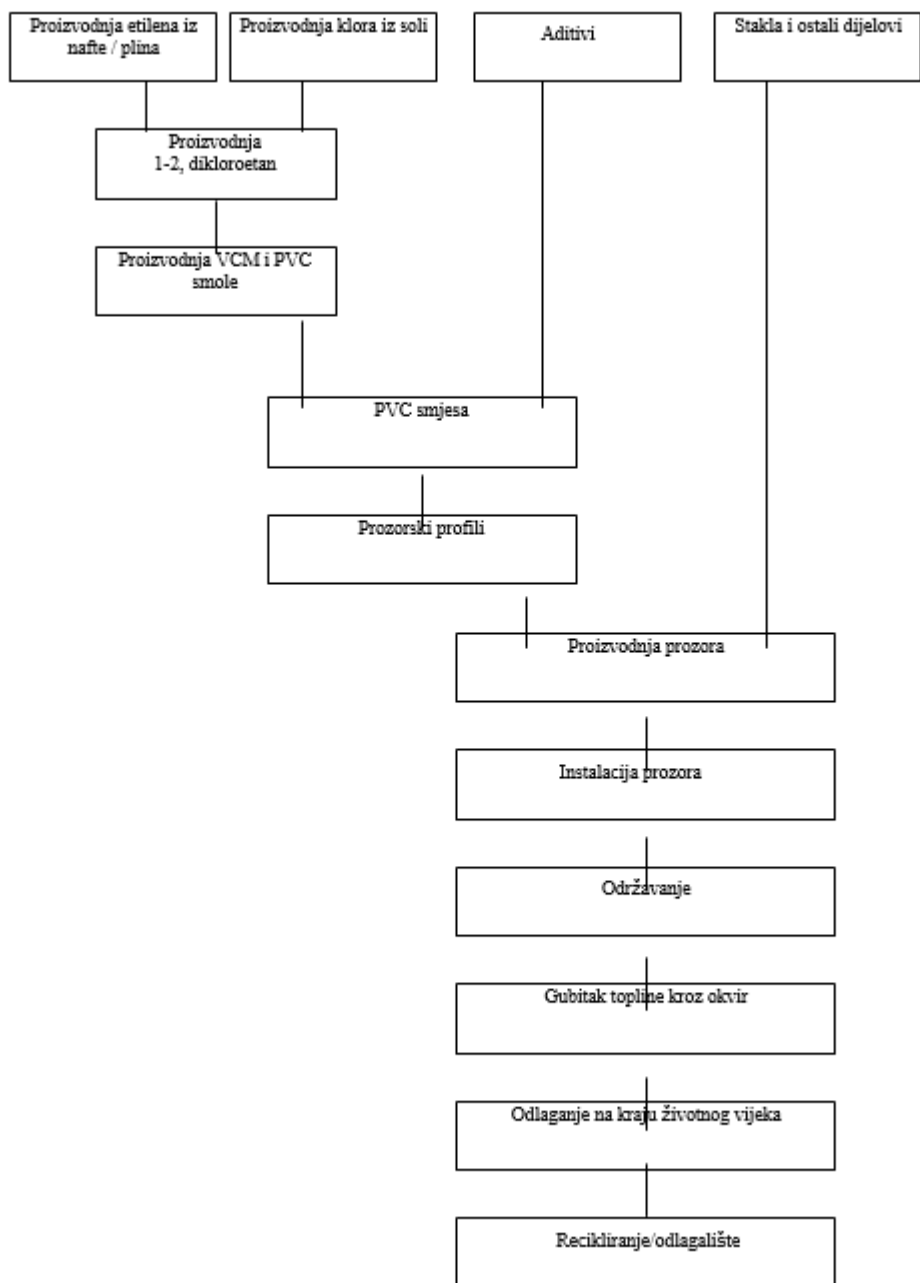 Proizvodnja etilena iz
nafte / plina
Proizvodnja klora iz soli
Aditivi
Stakla i ostali dijelovi
Proizvodnja
1-2, dikloroetan
Proizvodnja VCM i PVC
smole
PVC smjesa
Prozorski profili
Proizvodnja prozora
Instalacija prozora
Održavanje
Gubitak topline kroz okvir
Odlaganje na kraju životnog vijeka
Recikliranje/odlagalište